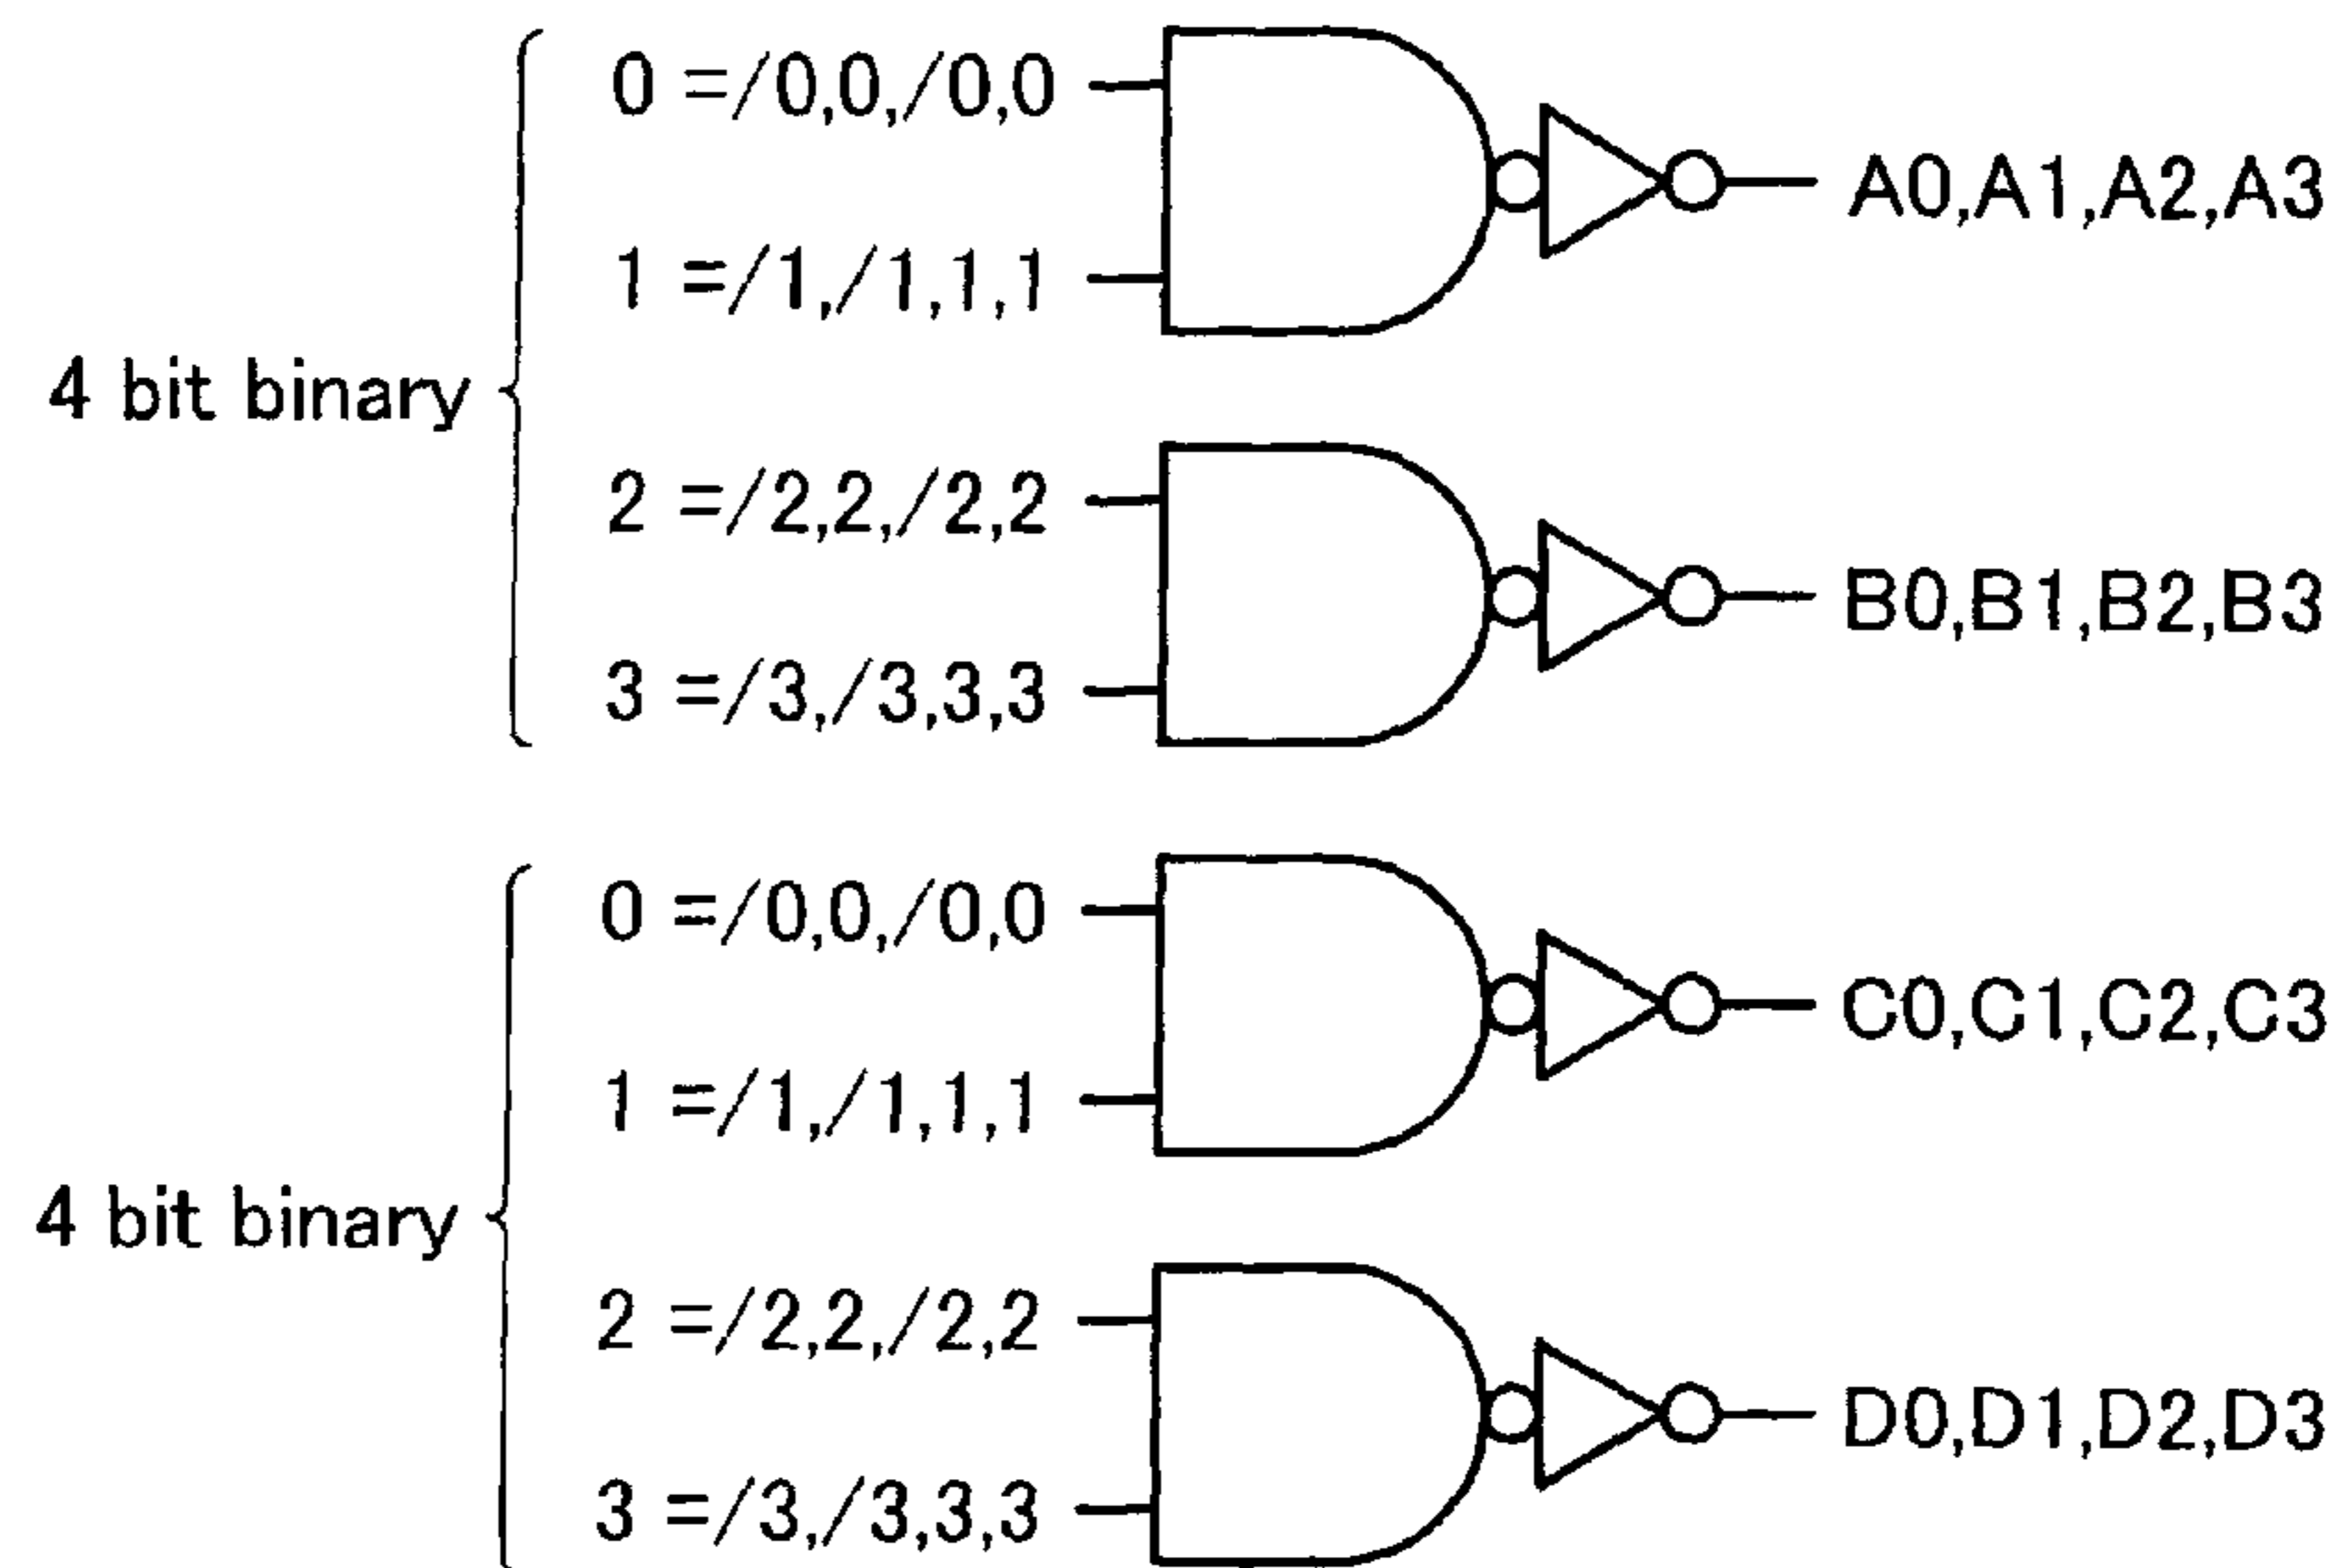 0 =/0,0,/0,0
A0,A1,A2,A3
1 =/1,/1,1,1
4 bit binary
2 =/2,2,/2,2
B0,B1,B2,B3
3 =/3,/3,3,3
0 =/0,0,/0,0
C0,C1,C2,C3
1 =/1,/1,1,1
4 bit binary
2 =/2,2,/2,2
D0,D1,D2,D3
3 =/3,/3,3,3